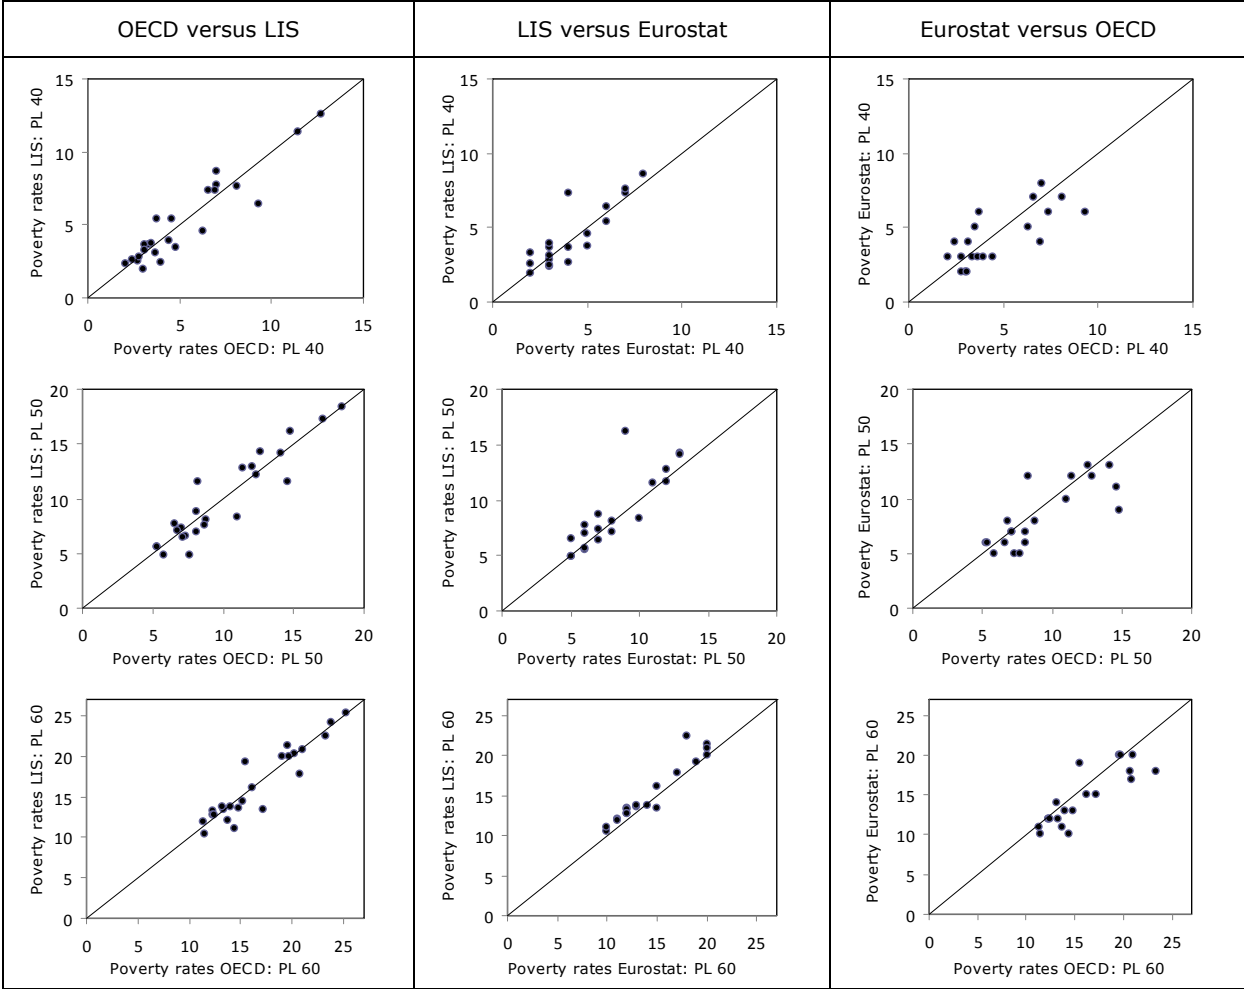 OECD versus LIS
LIS versus Eurostat
Eurostat versus OECD
Poverty rates LIS: PL 40
15
10
5
0
0 5 10 15
Poverty rates OECD: PL 40
Poverty rates LIS: PL 40
15
10
5
0
0 5 10 15
Poverty rates Eurostat: PL 40
Poverty Eurostat: PL 40
15
10
5
0
0 5 10 15
Poverty rates OECD: PL 40
Poverty rates LIS: PL 50
20
15
10
5
0
0 5 10 15 20
Poverty rates OECD: PL 50
Poverty rates LIS: PL 50
20
15
10
5
0
0 5 10 15 20
Poverty rates Eurostat: PL 50
Poverty Eurostat: PL 50
20
15
10
5
0
0 5 10 15 20
Poverty rates OECD: PL 50
Poverty rates LIS: PL 60
25
20
15
10
5
0
0 5 10 15 20 25
Poverty rates OECD: PL 60
Poverty rates LIS: PL 60
25
20
15
10
5
0
0 5 10 15 20 25
Poverty rates Eurostat: PL 60
Poverty Eurostat: PL 60
25
20
15
10
5
0
0 5 10 15 20 25
Poverty rates OECD: PL 60